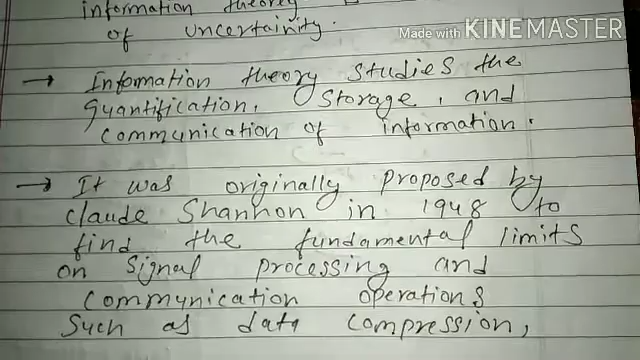 information theorey
of uncertainity.
Made with KINEMASTER
→ Information theory studies the
quantification, storage, and
communication of information.
→ It was originally proposed by
Claude Shannon in 1948 to
find the fundamental limits
on signal processing and
communication operations
Such as data compression,